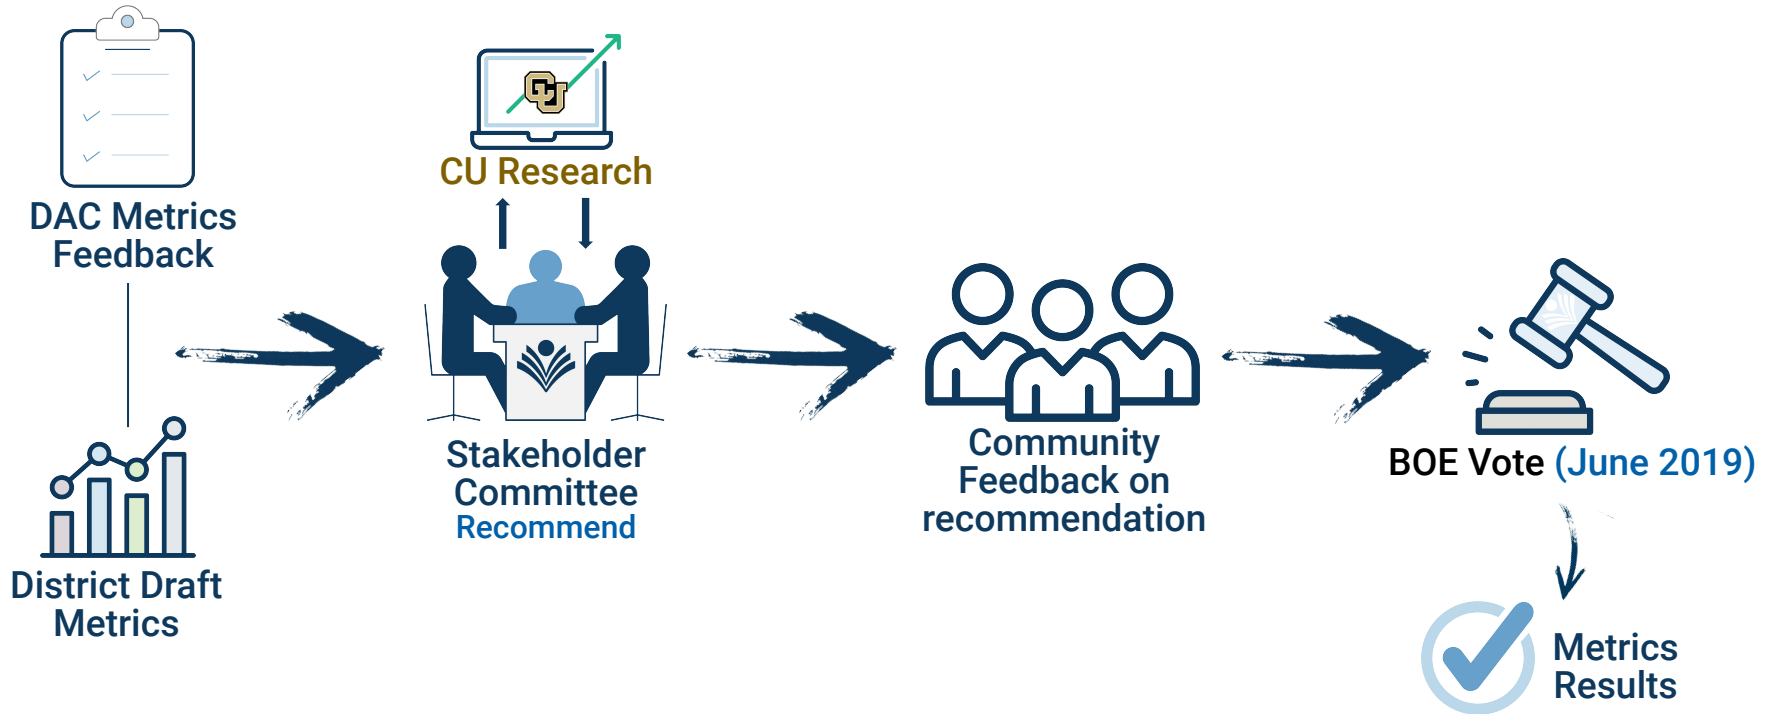 DAC Metrics
Feedback
District Draft
Metrics
CU
CU Research
Stakeholder
Committee
Recommend
Community
Feedback on
recommendation
BOE Vote (June 2019)
Metrics
Results